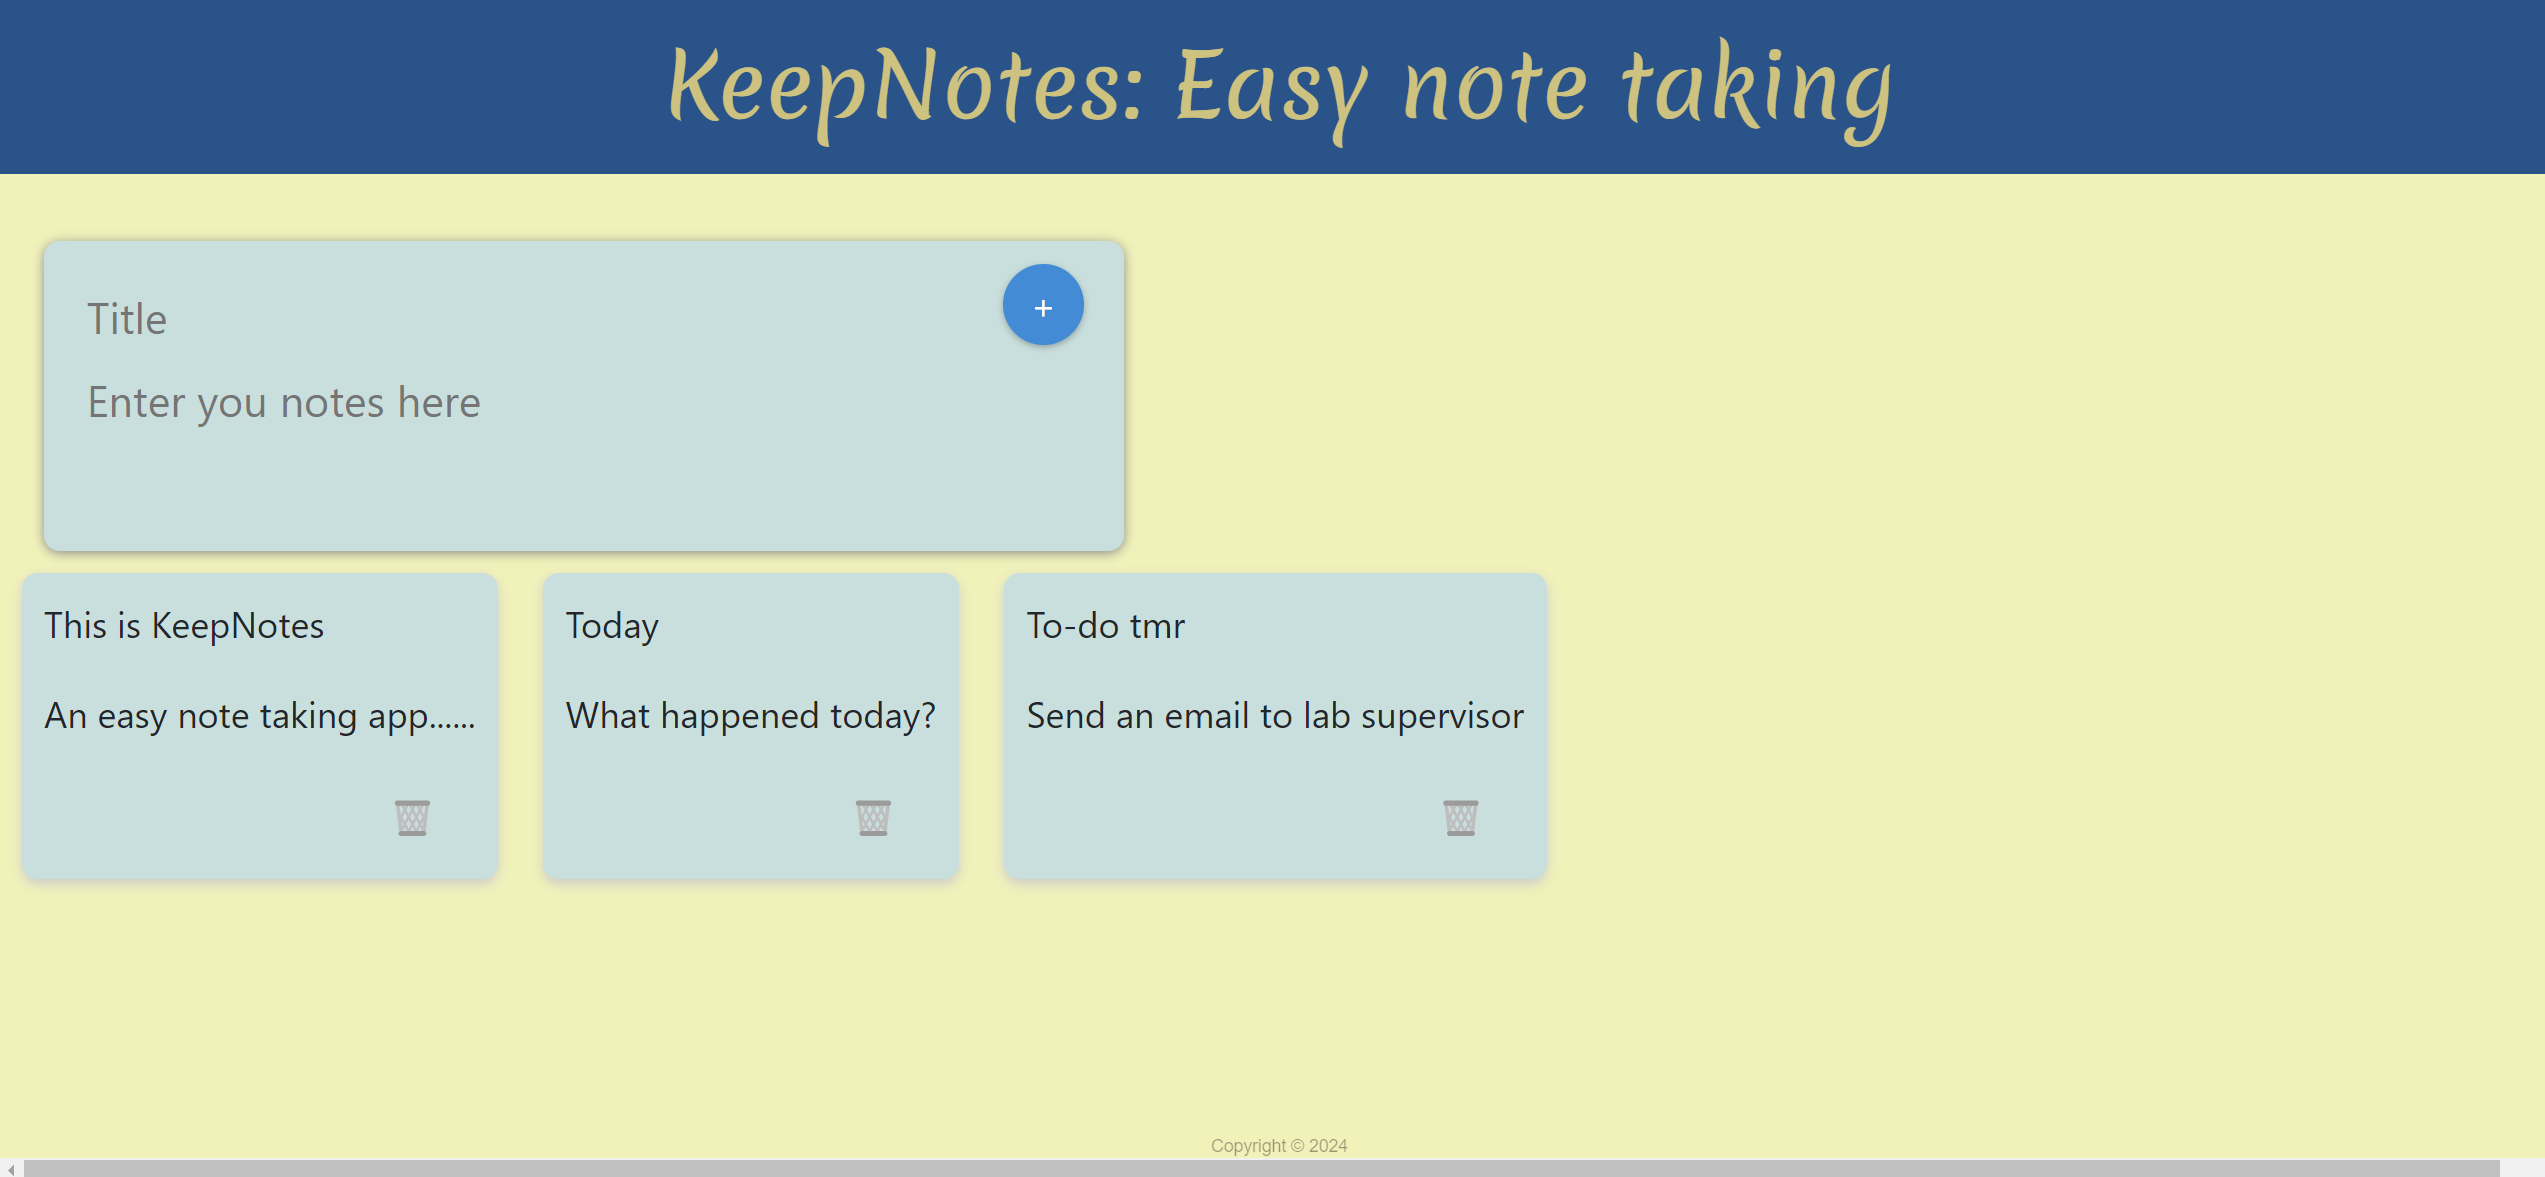 KeepNotes: Easy note taking
Title
+
Enter you notes here
This is KeepNotes
An easy note taking app......
Today
What happened today?
To-do tmr
Send an email to lab supervisor
Copyright © 2024